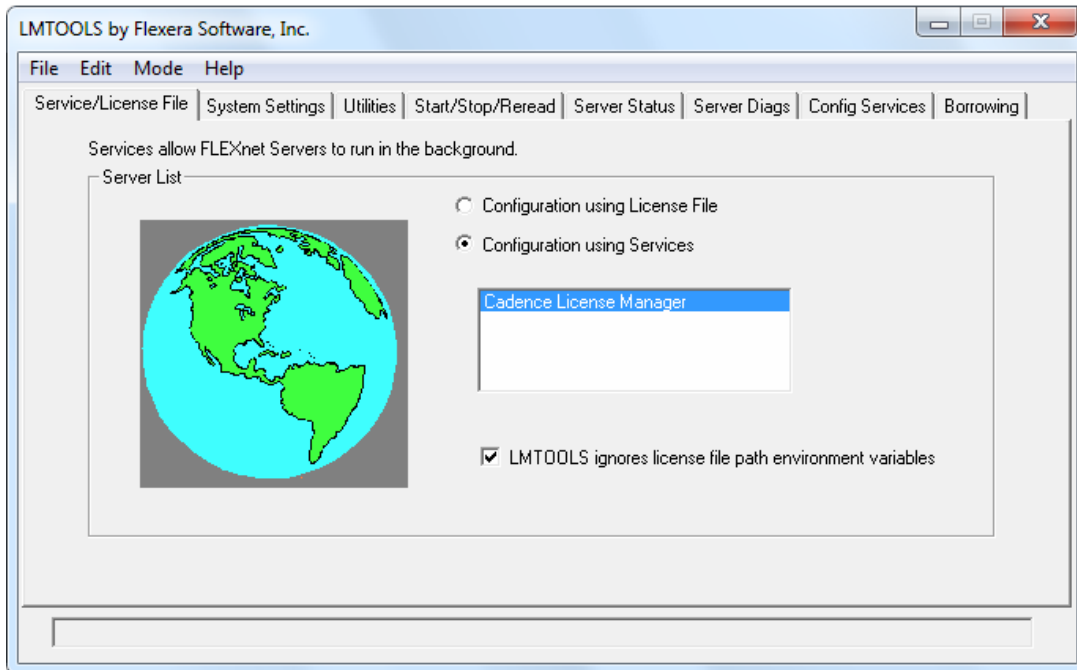 LMTOOLS by Flexera Software, Inc.
File Edit Mode Help
Service/License File System Settings Utilities Start/Stop/Reread Server Status Server Diags Config Services Borrowing
Services allow FLEXnet Servers to run in the background.
Server List
Configuration using License File
Configuration using Services
Cadence License Manager
LMTOOLS ignores license file path environment variables